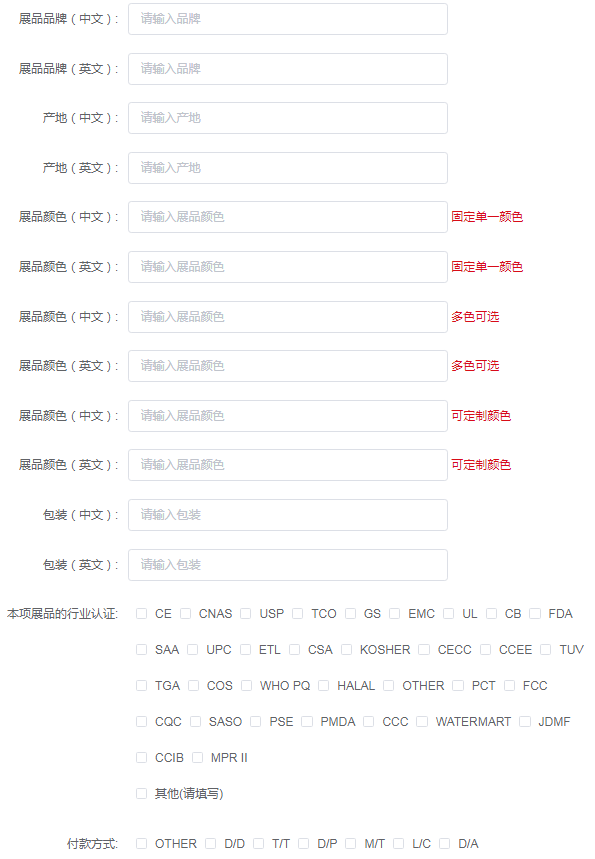 展品品牌（中文）: 请输入品牌
展品品牌（英文）: 请输入品牌
产地（中文）: 请输入产地
产地（英文）: 请输入产地
展品颜色（中文）: 请输入展品颜色 固定单一颜色
展品颜色（英文）: 请输入展品颜色 固定单一颜色
展品颜色（中文）: 请输入展品颜色 多色可选
展品颜色（英文）: 请输入展品颜色 多色可选
展品颜色（中文）: 请输入展品颜色 可定制颜色
展品颜色（英文）: 请输入展品颜色 可定制颜色
包装（中文）: 请输入包装
包装（英文）: 请输入包装
本项展品的行业认证: CE CNAS USP TCO GS EMC UL CB FDA
SAA UPC ETL CSA KOSHER CECC CCEE TUV
TGA COS WHO PQ HALAL OTHER PCT FCC
CQC SASO PSE PMDA CCC WATERMART JDMF
CCIB MPR II
其他(请填写)
付款方式: OTHER D/D T/T D/P M/T L/C D/A